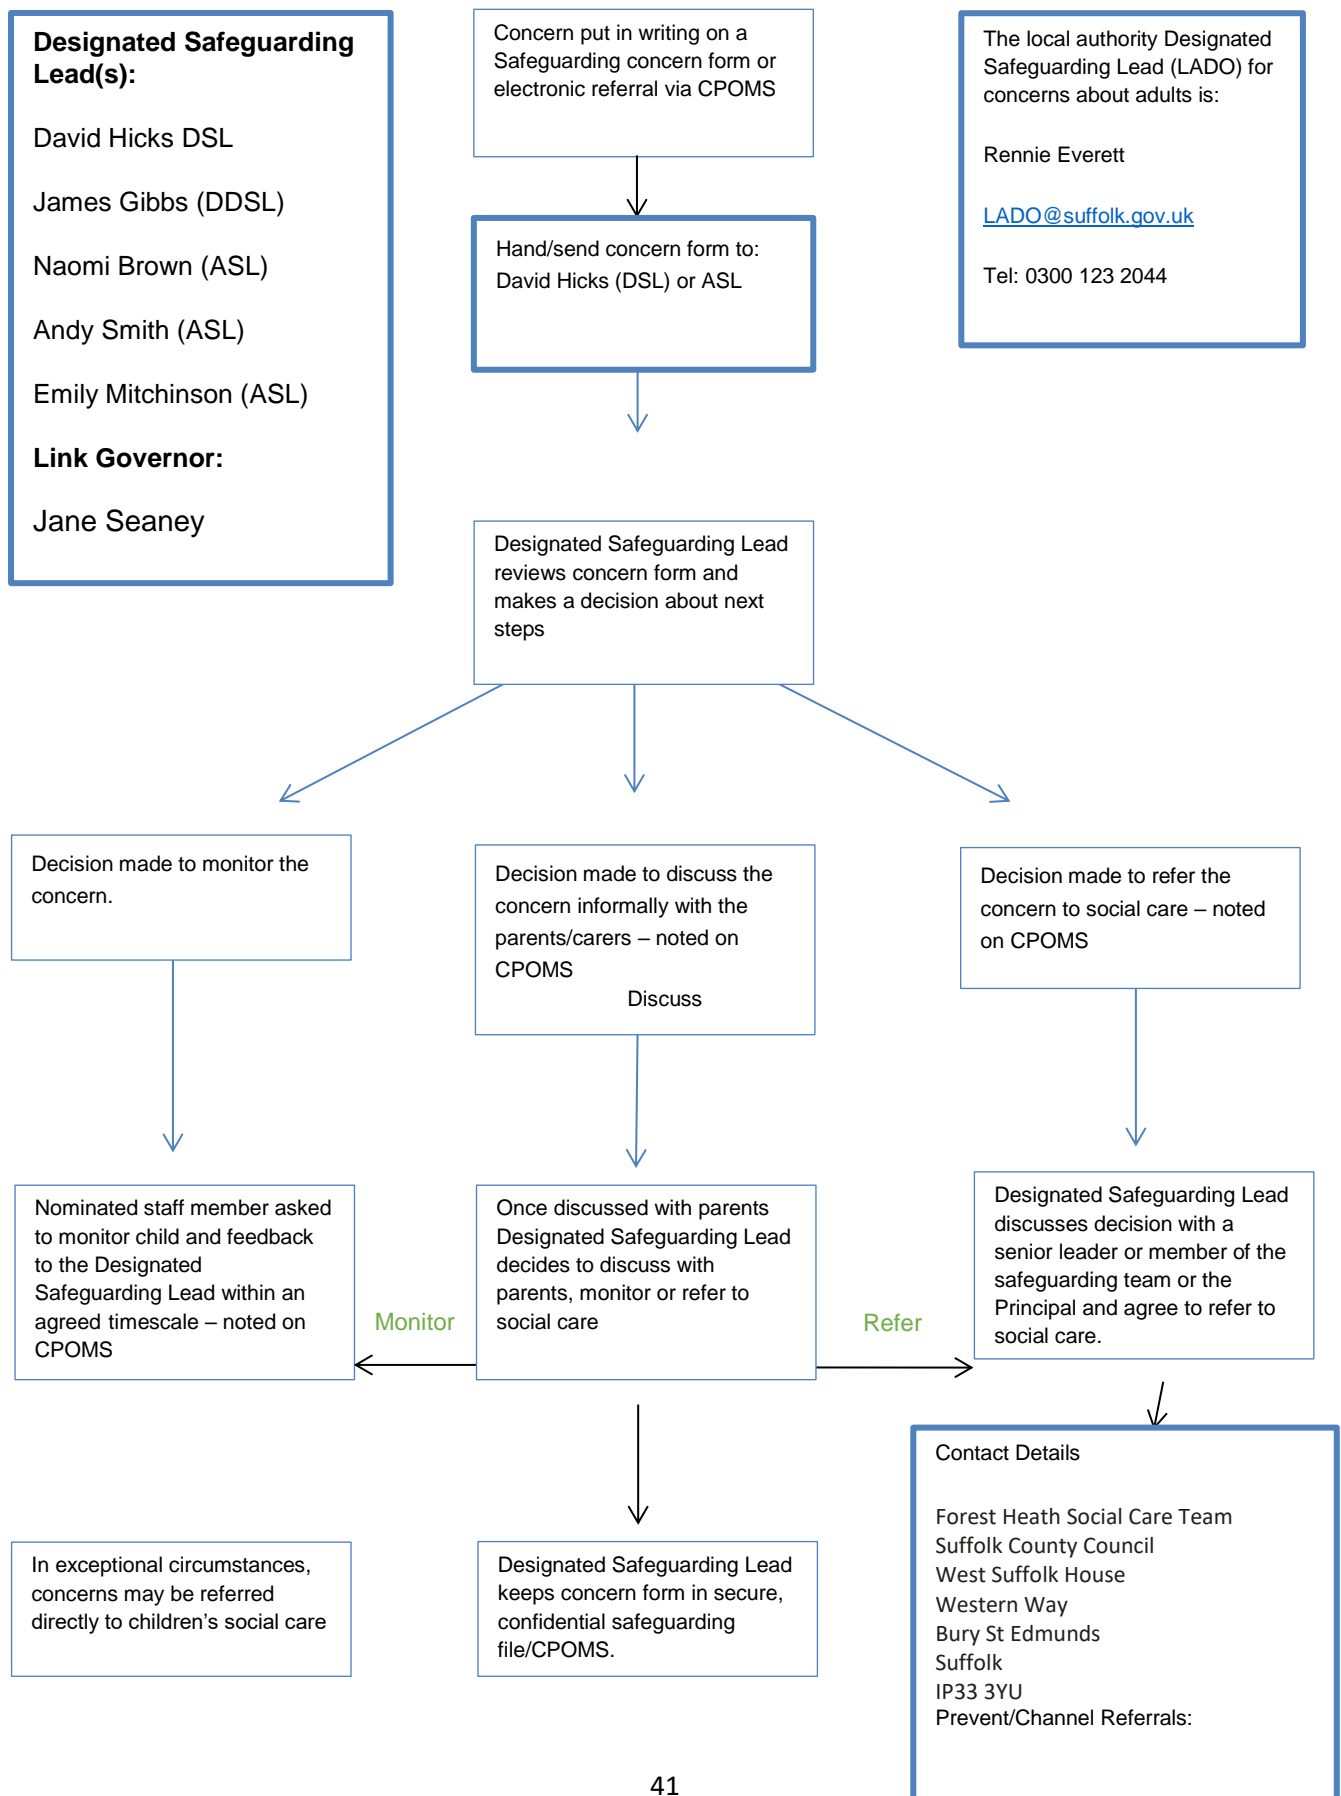 Designated Safeguarding
Lead(s):
David Hicks DSL
James Gibbs (DDSL)
Naomi Brown (ASL)
Andy Smith (ASL)
Emily Mitchinson (ASL)
Link Governor:
Jane Seaney
Concern put in writing on a
Safeguarding concern form or
electronic referral via CPOMS
The local authority Designated
Safeguarding Lead (LADO) for
concerns about adults is:
Rennie Everett
LADO@suffolk.gov.uk
Tel: 0300 123 2044
Hand/send concern form to:
David Hicks (DSL) or ASL
Designated Safeguarding Lead
reviews concern form and
makes a decision about next
steps
Decision made to monitor the
concern.
Decision made to discuss the
concern informally with the
parents/carers – noted on
CPOMS
Discuss
Decision made to refer the
concern to social care – noted
on CPOMS
Nominated staff member asked
to monitor child and feedback
to the Designated
Safeguarding Lead within an
agreed timescale – noted on
CPOMS
Monitor
Once discussed with parents
Designated Safeguarding Lead
decides to discuss with
parents, monitor or refer to
social care
Refer
Designated Safeguarding Lead
discusses decision with a
senior leader or member of the
safeguarding team or the
Principal and agree to refer to
social care.
In exceptional circumstances,
concerns may be referred
directly to children’s social care
Designated Safeguarding Lead
keeps concern form in secure,
confidential safeguarding
file/CPOMS.
Contact Details
Forest Heath Social Care Team
Suffolk County Council
West Suffolk House
Western Way
Bury St Edmunds
Suffolk
IP33 3YU
Prevent/Channel Referrals:
41